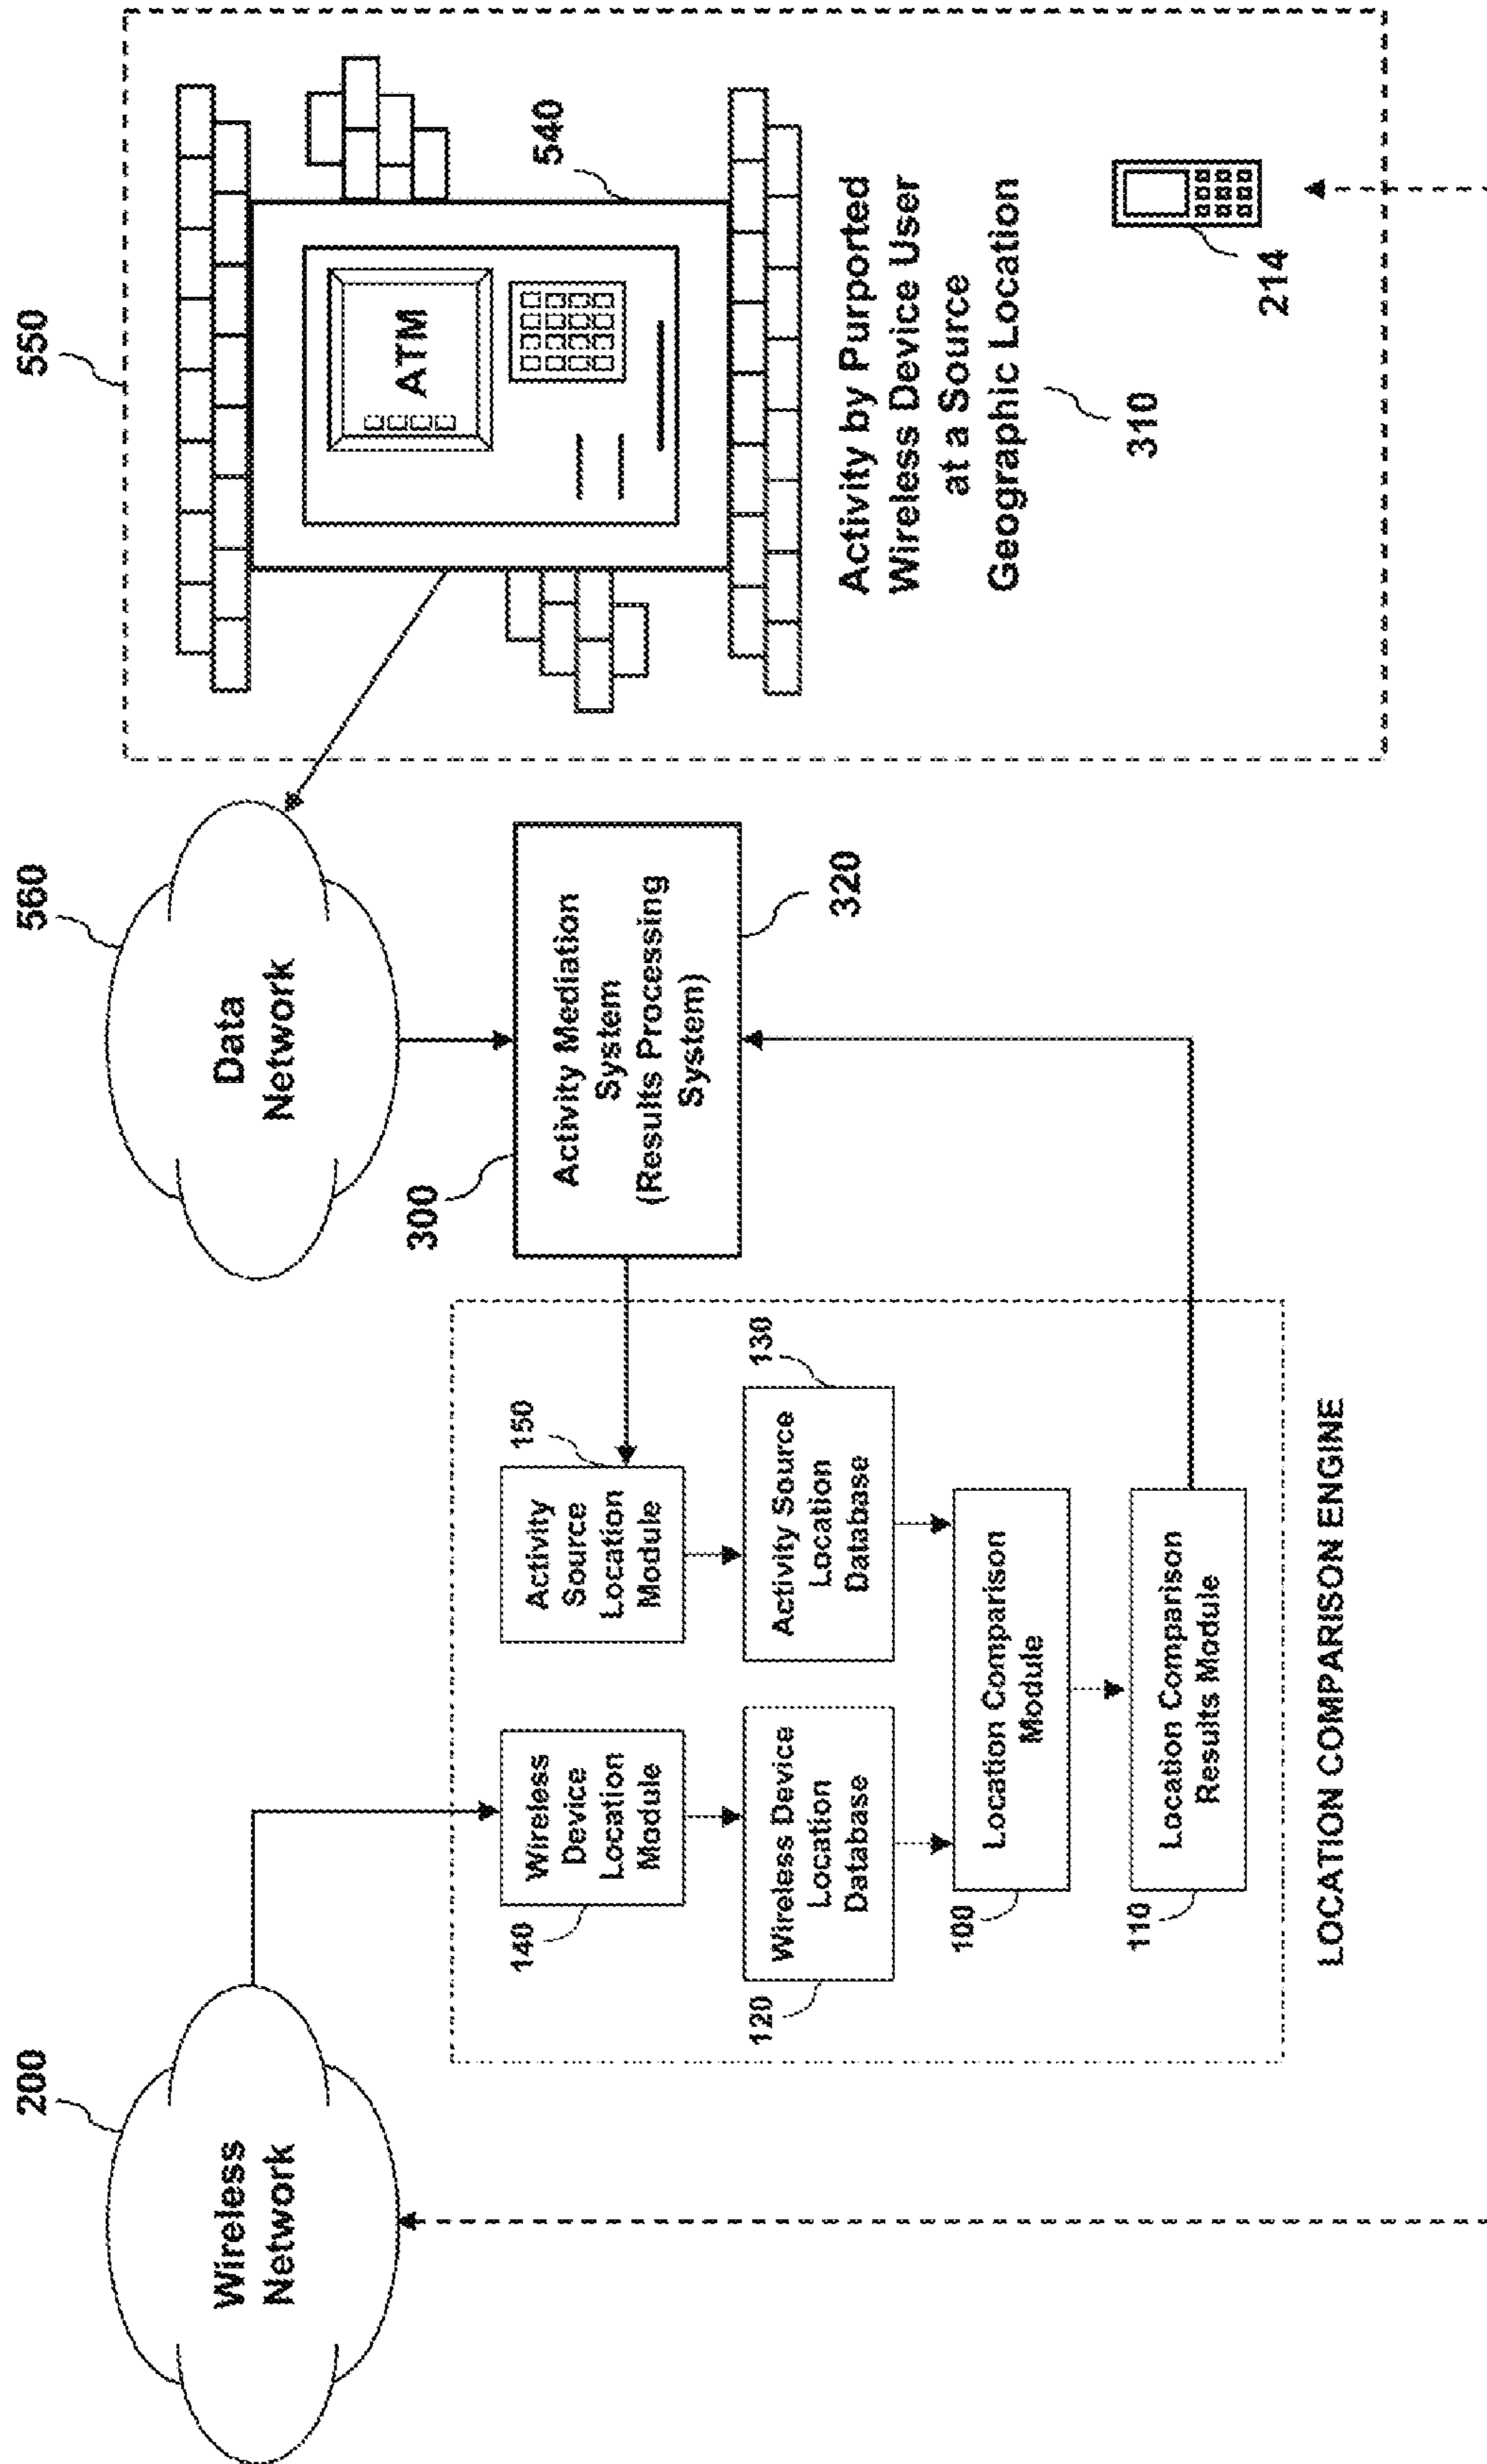 200
Wireless
Network
560
Data
Network
550
540
ATM
Activity by Purported
Wireless Device User
at a Source
Geographic Location
310
214
300
Activity Mediation
System
(Results Processing
System)
320
140
Wireless
Device
Location
Module
150
Activity
Source
Location
Module
120
Wireless Device
Location
Database
130
Activity Source
Location
Database
100
Location Comparison
Module
110
Location Comparison
Results Module
LOCATION COMPARISON ENGINE